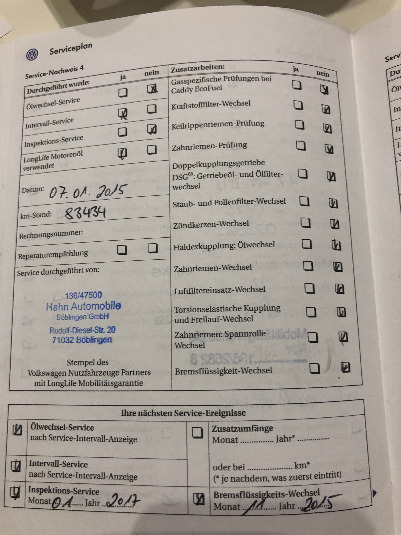 Serviceplan
Service-Nachweis 4
Durchgeführt wurde: ja nein
Ölwechsel-Service
Intervall-Service
Inspektions-Service
LongLife Motorenöl
verwendet
Datum: 07.01.2015
km-Stand: 83434
Rechnungsnummer:
Reparaturempfehlung
Service durchgeführt von:
136/47500
Hahn Automobile
Böblingen GmbH
Rudolf-Diesel-Str. 20
71032 Böblingen
Stempel des
Volkswagen Nutzfahrzeuge Partners
mit LongLife Mobilitätsgarantie
Zusatzarbeiten: ja nein
Gasspezifische Prüfungen bei
Caddy EcoFuel
Kraftstofffilter-Wechsel
Keilrippenriemen-Prüfung
Zahnriemen-Prüfung
Doppelkupplungsgetriebe
DSG®: Getriebeöl- und Ölfilter-
wechsel
Staub- und Pollenfilter-Wechsel
Zündkerzen-Wechsel
Haldexkupplung: Ölwechsel
Zahnriemen-Wechsel
Luftfiltereinsatz-Wechsel
Torsionselastische Kupplung
und Freilauf-Wechsel
Zahnriemen: Spannrolle
Wechsel
Bremsflüssigkeit-Wechsel
Ihre nächsten Service-Ereignisse
Ölwechsel-Service
nach Service-Intervall-Anzeige
Intervall-Service
nach Service-Intervall-Anzeige
Inspektions-Service
Monat 01 Jahr 2017
Zusatzumfänge
Monat ............ Jahr* ............
oder bei ................ km*
(* je nachdem, was zuerst eintritt)
Bremsflüssigkeits-Wechsel
Monat 11 Jahr 2015